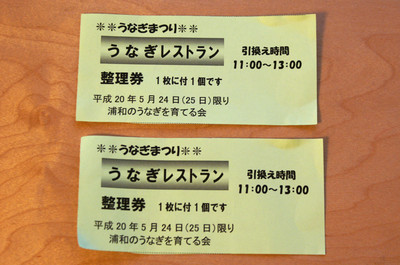 ※※うなぎまつり※※
うなぎレストラン
引換え時間
11:00～13:00
整理券 1枚に付1個です
平成20年5月24日(25日)限り
浦和のうなぎを育てる会
※※うなぎまつり※※
うなぎレストラン
引換え時間
11:00～13:00
整理券 1枚に付1個です
平成20年5月24日(25日)限り
浦和のうなぎを育てる会